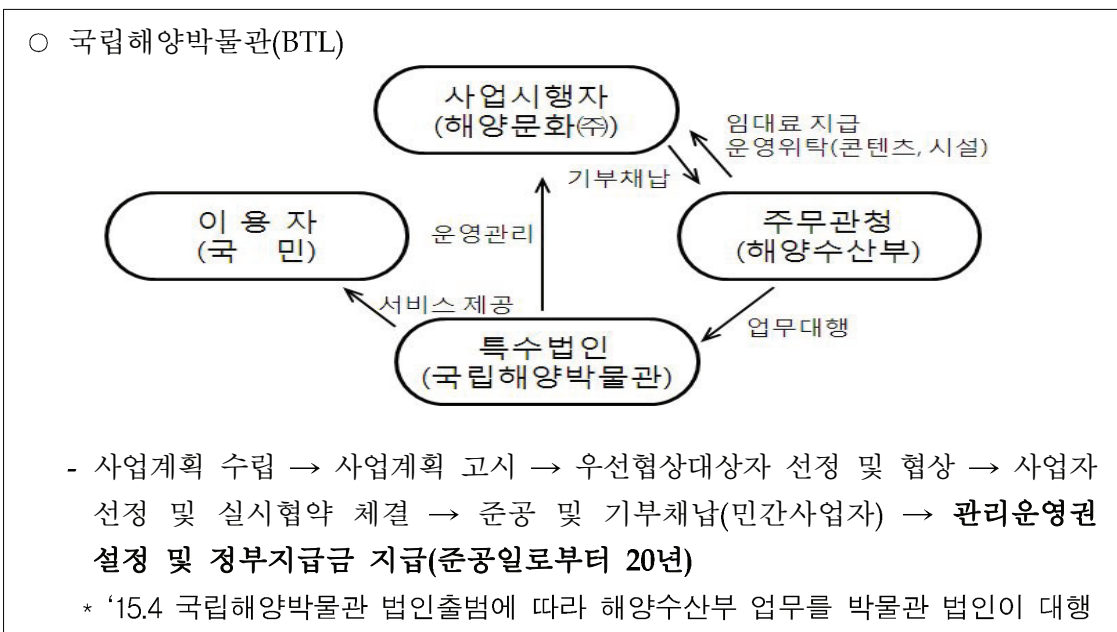 ○ 국립해양박물관(BTL)
사업시행자
(해양문화㈜)
임대료 지급
운영위탁(콘텐츠, 시설)
기부채납
이 용 자
(국 민)
운영관리
주무관청
(해양수산부)
서비스 제공
업무대행
특수법인
(국립해양박물관)
- 사업계획 수립 → 사업계획 고시 → 우선협상대상자 선정 및 협상 → 사업자
선정 및 실시협약 체결 → 준공 및 기부채납(민간사업자) → 관리운영권
설정 및 정부지급금 지급(준공일로부터 20년)
* ‘15.4 국립해양박물관 법인출범에 따라 해양수산부 업무를 박물관 법인이 대행